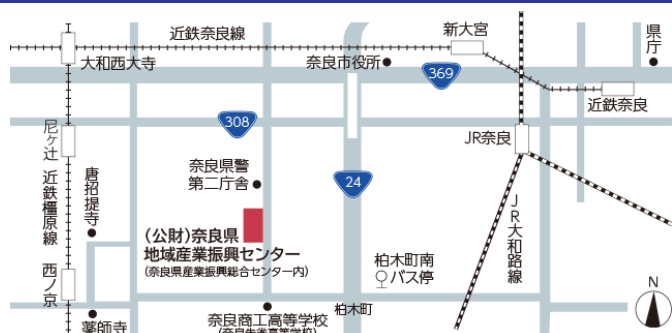 近鉄奈良線
新大宮
県庁
大和西大寺
奈良市役所
369
近鉄奈良
308
尼ヶ辻
JR奈良
奈良県警
第二庁舎
24
唐招提寺
近鉄橿原線
JR大和路線
(公財)奈良県
地域産業振興センター
(奈良県産業振興総合センター内)
柏木町南
バス停
西ノ京
N
柏木町
薬師寺
奈良商工高等学校